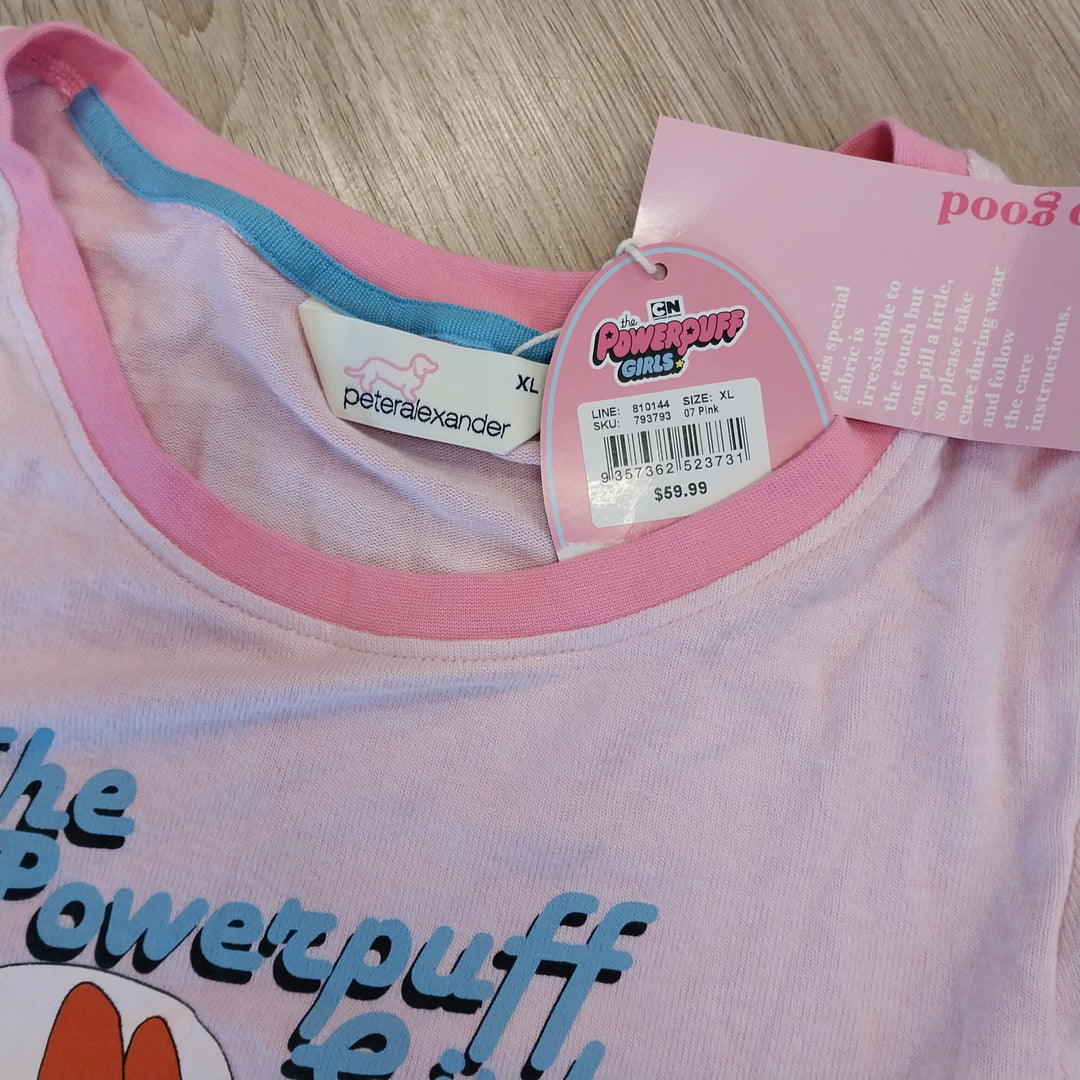 peteralexander
XL
CN
the
POWERPUFF
GIRLS
LINE: 810144 SIZE: XL
SKU: 793793 07 Pink
9 357362 523731
$59.99
o good
this special
fabric is
irresistible to
the touch but
can pill a little,
so please take
care during wear
and follow
the care
instructions.
The
Powerpuff